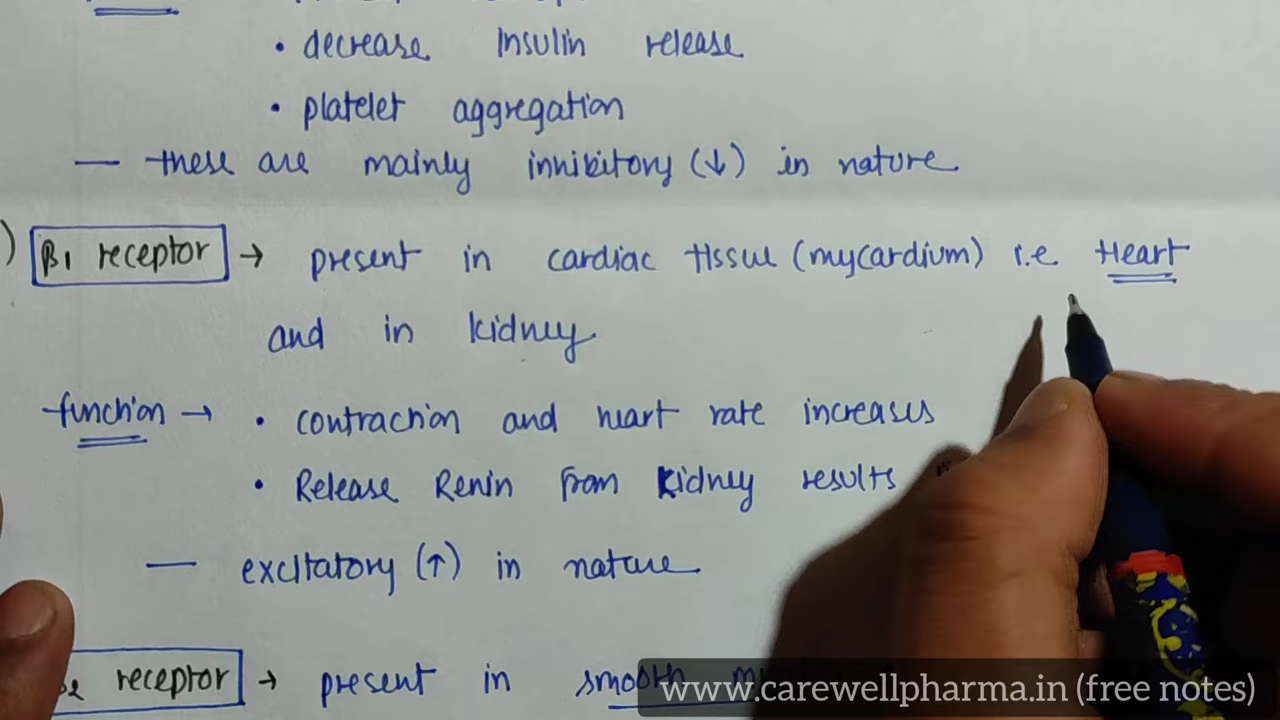 • decrease Insulin release
• platelet aggregation
— these are mainly inhibitory (↓) in nature
) β1 receptor → present in cardiac tissue (mycardium) i.e Heart
and in kidney
function → • contraction and heart rate increases
• Release Renin from kidney results
— excitatory (↑) in nature
receptor → present in smooth
www.carewellpharma.in (free notes)